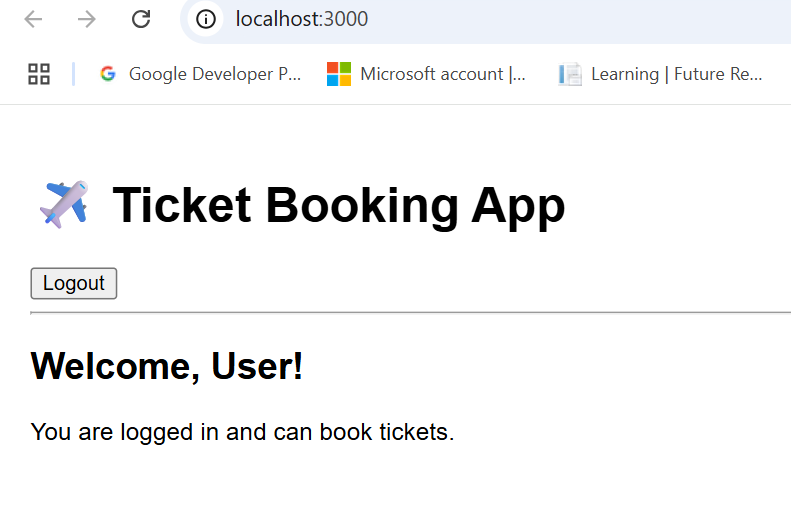 localhost:3000
Google Developer P... Microsoft account |... Learning | Future Re...
Ticket Booking App
Logout
Welcome, User!
You are logged in and can book tickets.